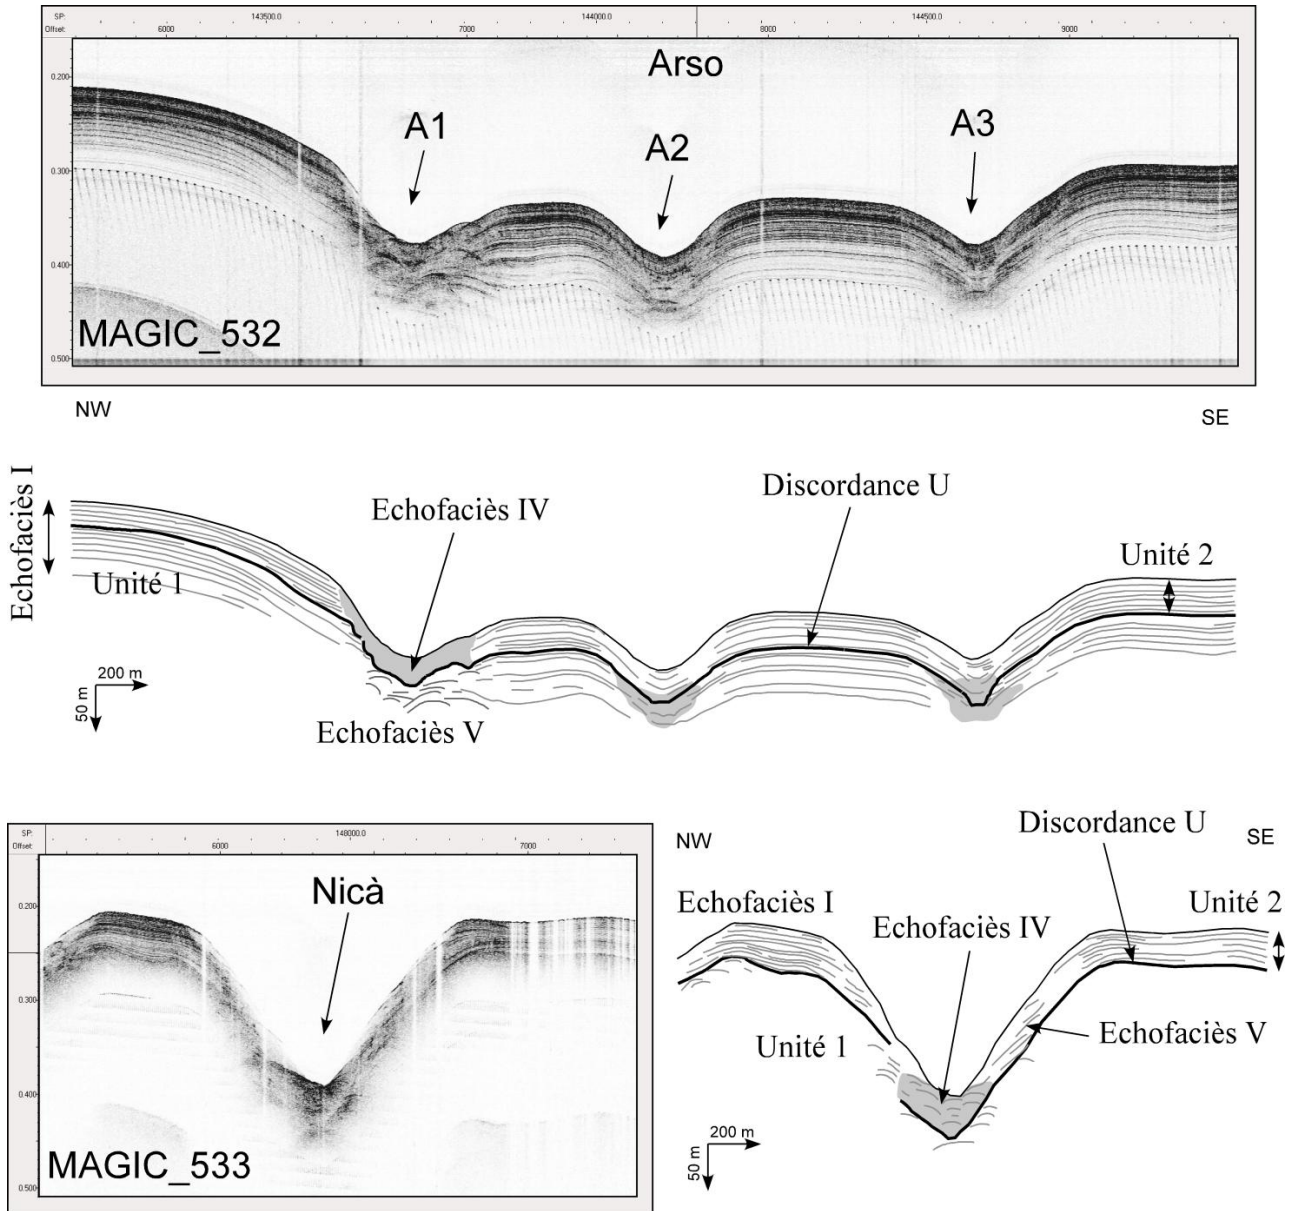 SP: 143500.0 144000.0 144500.0
Offset: 6000 7000 8000 9000
Arso
0.200
A1 A2 A3
0.300
0.400
MAGIC_532
0.500
NW SE
Echofaciès I
Echofaciès IV
Discordance U
Unité 1
Unité 2
200 m
50 m
Echofaciès V
SP: 148000.0
Offset: 6000 7000
Nicà
0.200
0.300
0.400
MAGIC_533
0.500
NW SE
Discordance U
Echofaciès I
Unité 2
Echofaciès IV
Unité 1
Echofaciès V
200 m
50 m